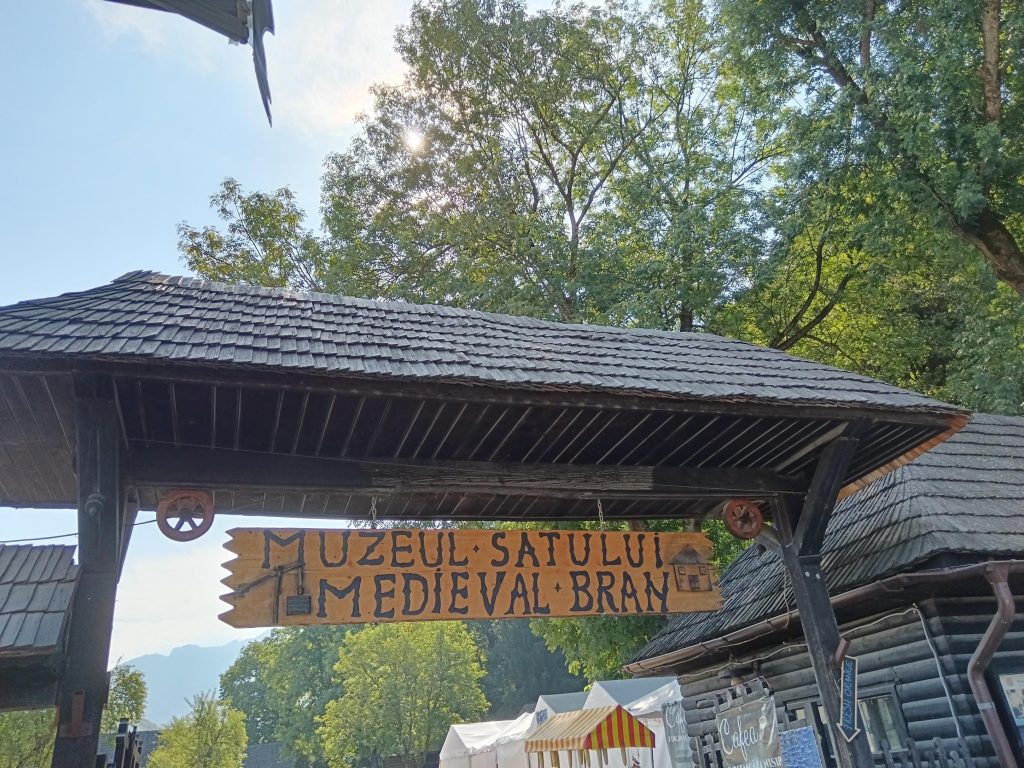 MUZEUL · SATULUI
MEDIEVAL · BRAN
Cafea